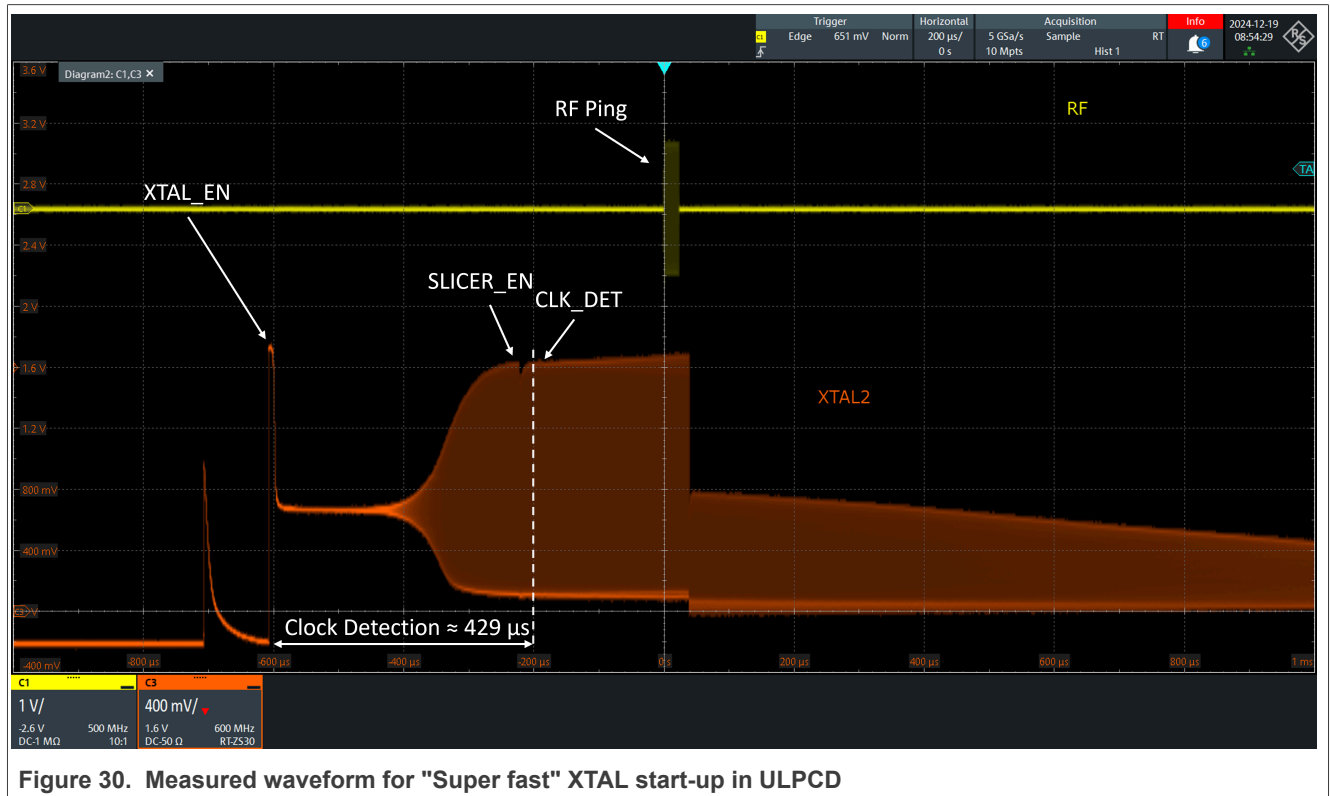 Trigger Horizontal Acquisition Info 2024-12-19
C1 Edge 651 mV Norm 200 µs/ 5 GSa/s Sample RT 6 08:54:29
0 s 10 Mpts Hist 1
R&S
3.6 V Diagram2: C1,C3 ×
RF Ping RF
3.2 V
2.8 V TA
XTAL_EN
C1
2.4 V
SLICER_EN
CLK_DET
2 V
1.6 V
XTAL2
1.2 V
800 mV
400 mV
C3 V
Clock Detection ≈ 429 µs
-400 mV -800 µs -600 µs -400 µs -200 µs 0 s 200 µs 400 µs 600 µs 800 µs 1 ms
C1 C3
1 V/ 400 mV/
-2.6 V 500 MHz 1.6 V 600 MHz
DC-1 MΩ 10:1 DC-50 Ω RT-ZS30
Figure 30. Measured waveform for "Super fast" XTAL start-up in ULPCD